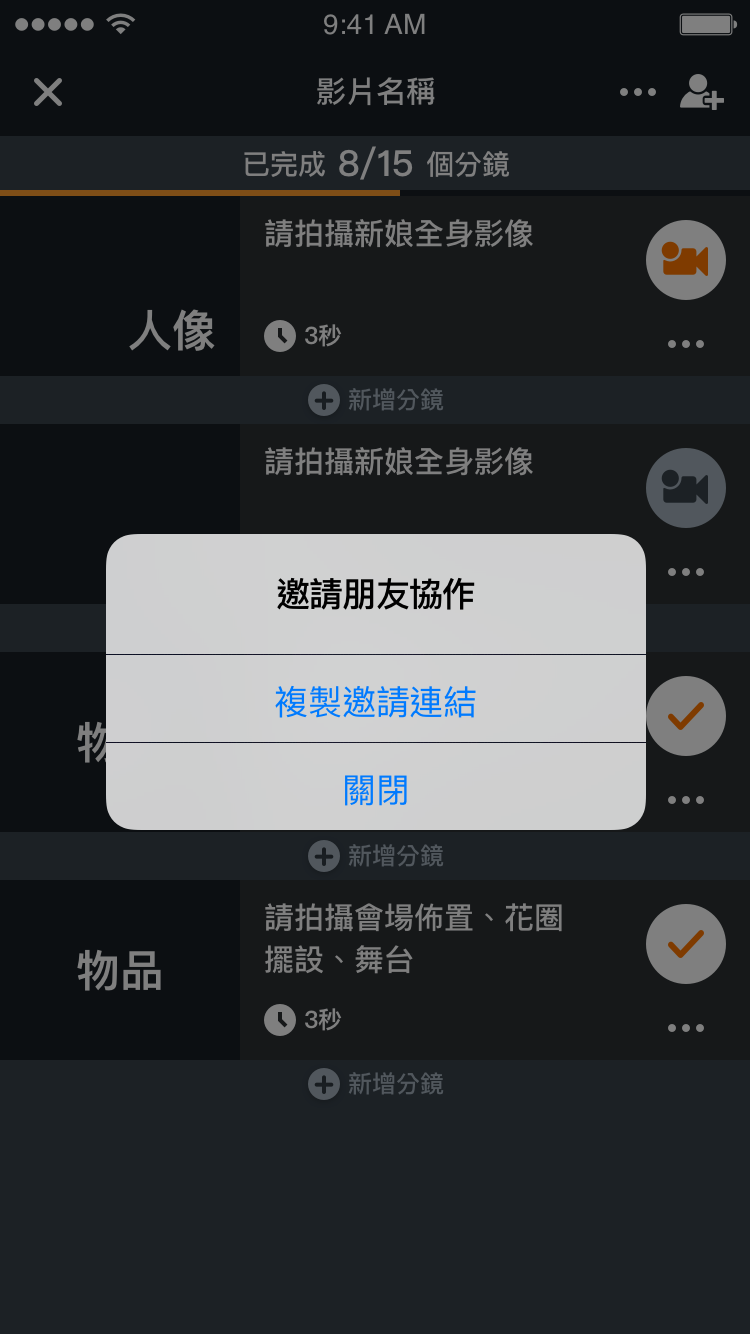 9:41 AM
影片名稱
已完成 8/15 個分鏡
請拍攝新娘全身影像
人像
3秒
新增分鏡
請拍攝新娘全身影像
邀請朋友協作
複製邀請連結
物
關閉
新增分鏡
請拍攝會場佈置、花圈
擺設、舞台
物品
3秒
新增分鏡